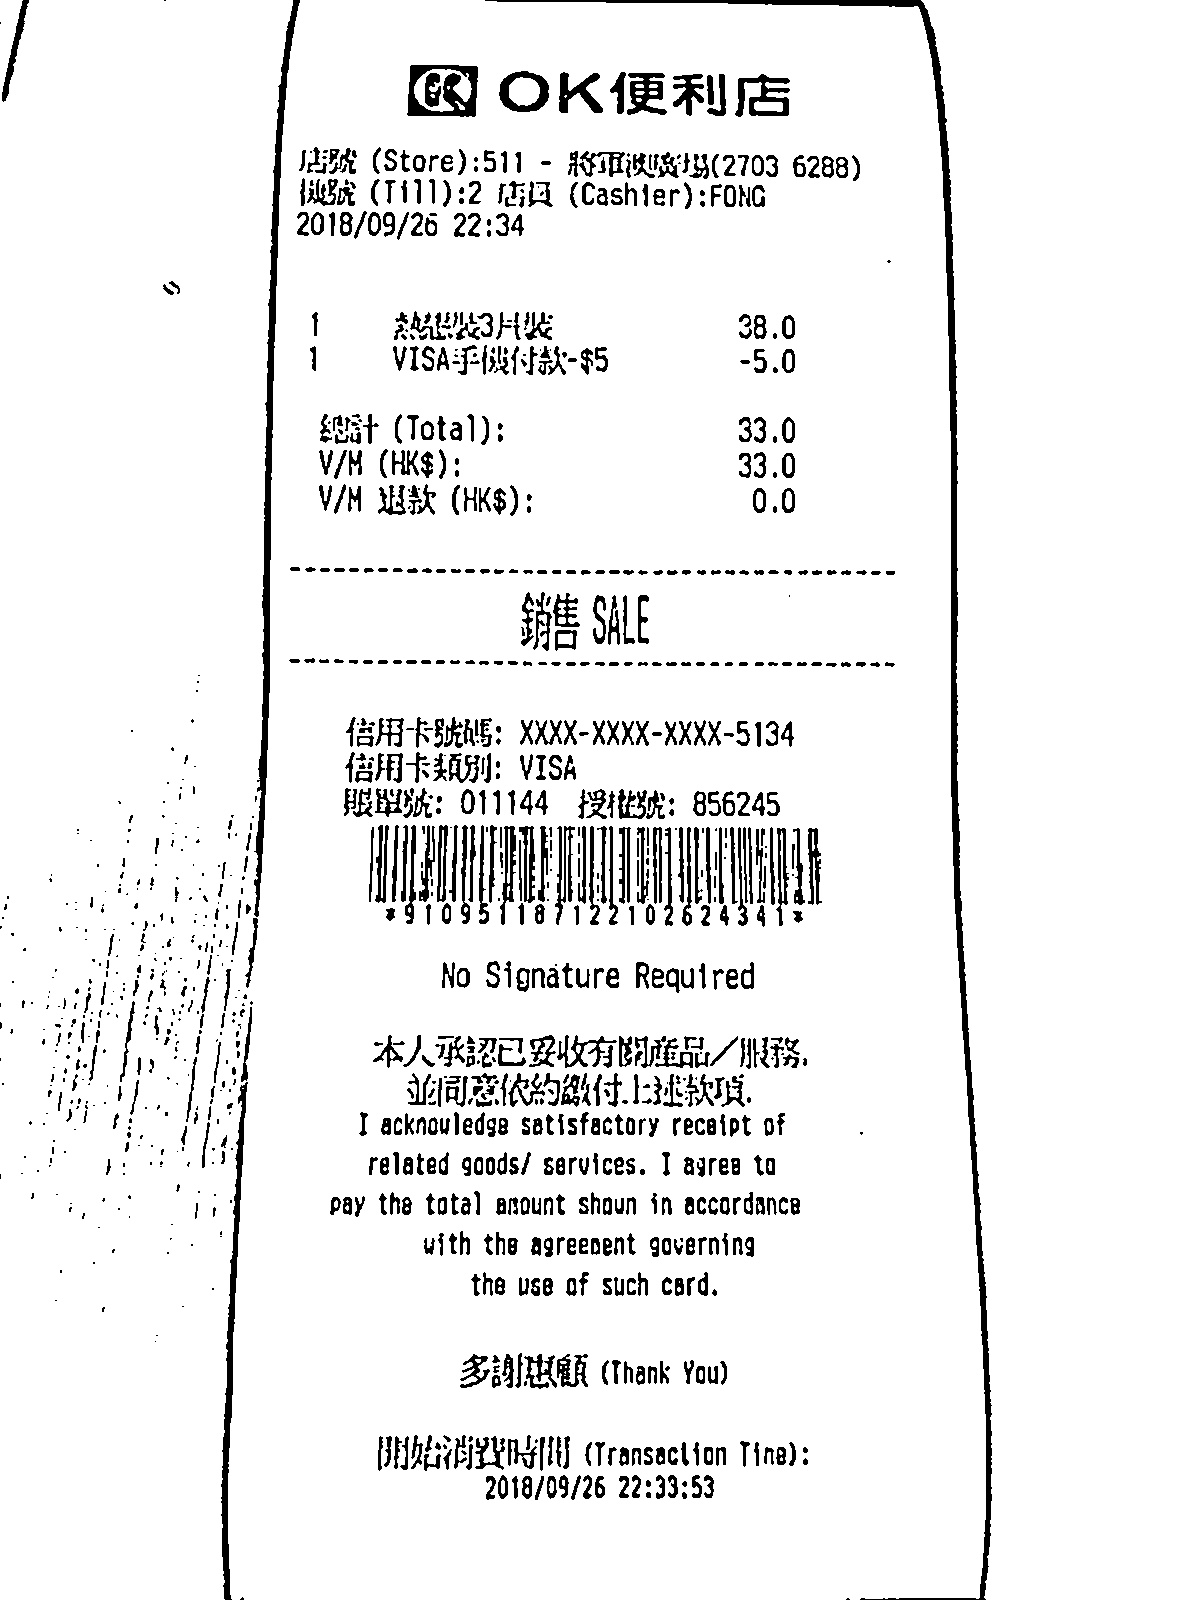 OK便利店
店號 (Store):511 - 將軍澳廣場(2703 6288)
機號 (Till):2 店員 (Cashier):FONG
2018/09/26 22:34
1 3片裝 38.0
1 VISA手機付款-$5 -5.0
總計 (Total): 33.0
V/M (HK$): 33.0
V/M 退款 (HK$): 0.0
銷售 SALE
信用卡號碼: XXXX-XXXX-XXXX-5134
信用卡類別: VISA
賬單號: 011144 授權號: 856245
*910951187122102624341*
No Signature Required
本人承認已妥收有關產品/服務,
並同意依約繳付上述款項.
I acknowledge satisfactory receipt of
related goods/ services. I agree to
pay the total amount shown in accordance
with the agreement governing
the use of such card.
多謝惠顧 (Thank You)
開始消費時間 (Transaction Time):
2018/09/26 22:33:53